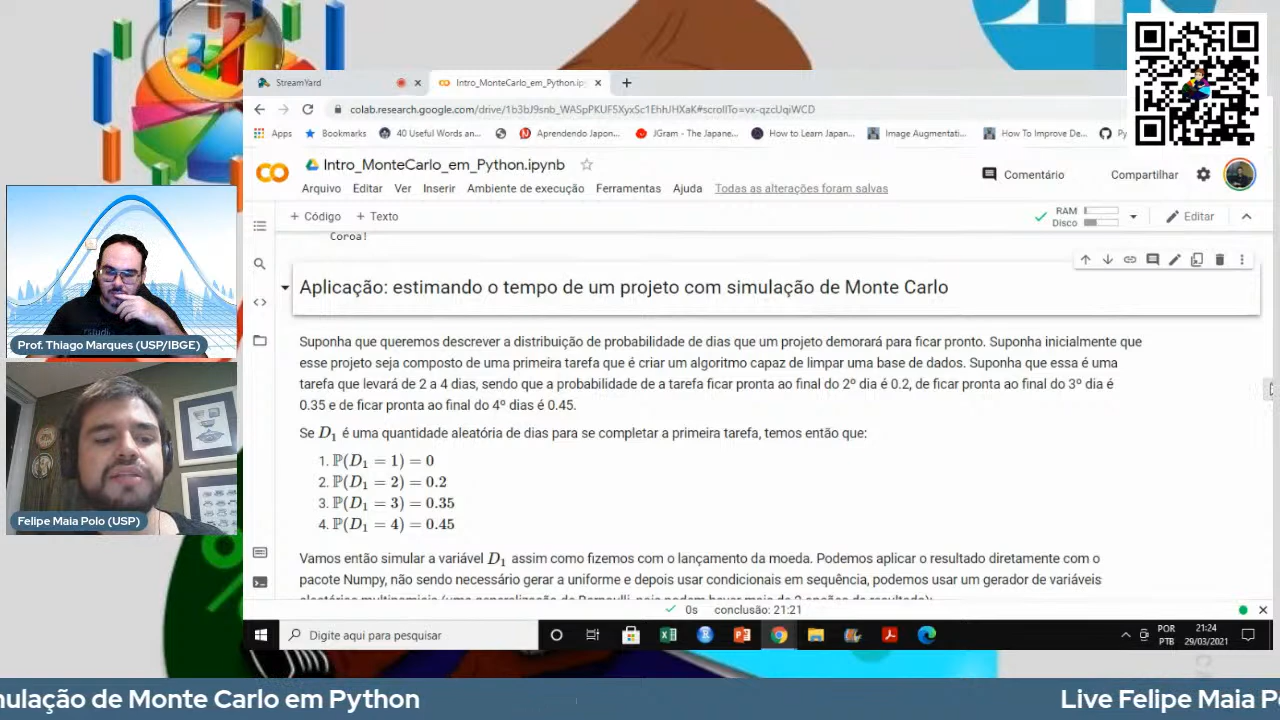 StreamYard
Intro_MonteCarlo_em_Python.ip
Apps
Bookmarks
40 Useful Words an...
Aprendendo Japon...
JGram - The Japane...
How to Learn Japan...
Image Augmentati...
How To Improve De...
Intro_MonteCarlo_em_Python.ipynb
Comentário
Compartilhar
Arquivo Editar Ver Inserir Ambiente de execução Ferramentas Ajuda Todas as alterações foram salvas
+ Código + Texto
RAM
Disco
Editar
Coroa!
Aplicação: estimando o tempo de um projeto com simulação de Monte Carlo
Suponha que queremos descrever a distribuição de probabilidade de dias que um projeto demorará para ficar pronto. Suponha inicialmente que
esse projeto seja composto de uma primeira tarefa que é criar um algoritmo capaz de limpar uma base de dados. Suponha que essa é uma
tarefa que levará de 2 a 4 dias, sendo que a probabilidade de a tarefa ficar pronta ao final do 2º dia é 0.2, de ficar pronta ao final do 3º dia é
0.35 e de ficar pronta ao final do 4º dias é 0.45.
Se D₁ é uma quantidade aleatória de dias para se completar a primeira tarefa, temos então que:
1. ℙ(D₁ = 1) = 0
2. ℙ(D₁ = 2) = 0.2
3. ℙ(D₁ = 3) = 0.35
4. ℙ(D₁ = 4) = 0.45
Vamos então simular a variável D₁ assim como fizemos com o lançamento da moeda. Podemos aplicar o resultado diretamente com o
pacote Numpy, não sendo necessário gerar a uniforme e depois usar condicionais em sequência, podemos usar um gerador de variáveis
0s conclusão: 21:21
Digite aqui para pesquisar
POR
PTB
21:24
29/03/2021
Prof. Thiago Marques (USP/IBGE)
Felipe Maia Polo (USP)
mulação de Monte Carlo em Python
Live Felipe Maia P